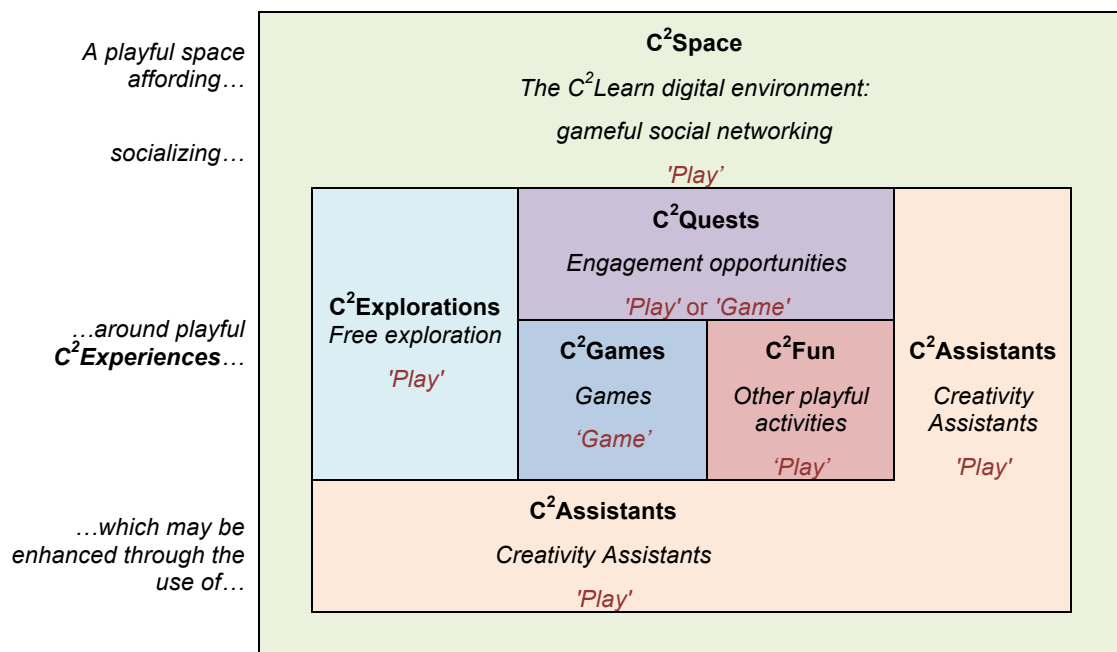 A playful space
affording…
socializing…
…around playful
C²Experiences…
…which may be
enhanced through the
use of…
C²Space
The C²Learn digital environment:
gameful social networking
'Play’
C²Explorations
Free exploration
'Play'
C²Quests
Engagement opportunities
'Play' or 'Game'
C²Games
Games
‘Game’
C²Fun
Other playful
activities
‘Play’
C²Assistants
Creativity
Assistants
'Play'
C²Assistants
Creativity Assistants
'Play'